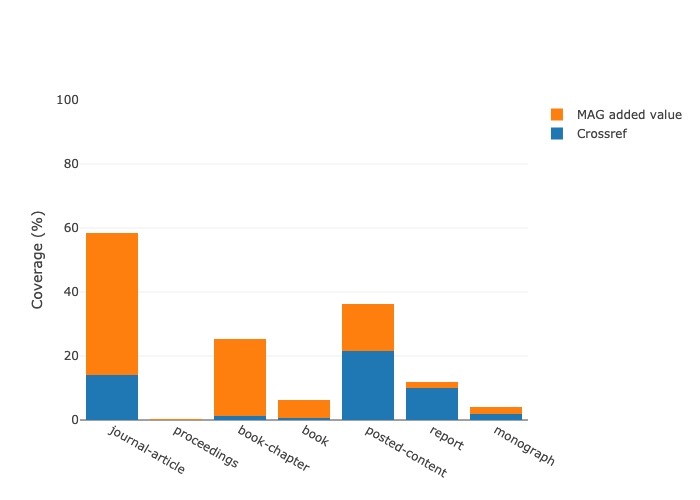 100
80
60
40
20
0
Coverage (%)
journal-article
proceedings
book-chapter
book
posted-content
report
monograph
MAG added value
Crossref